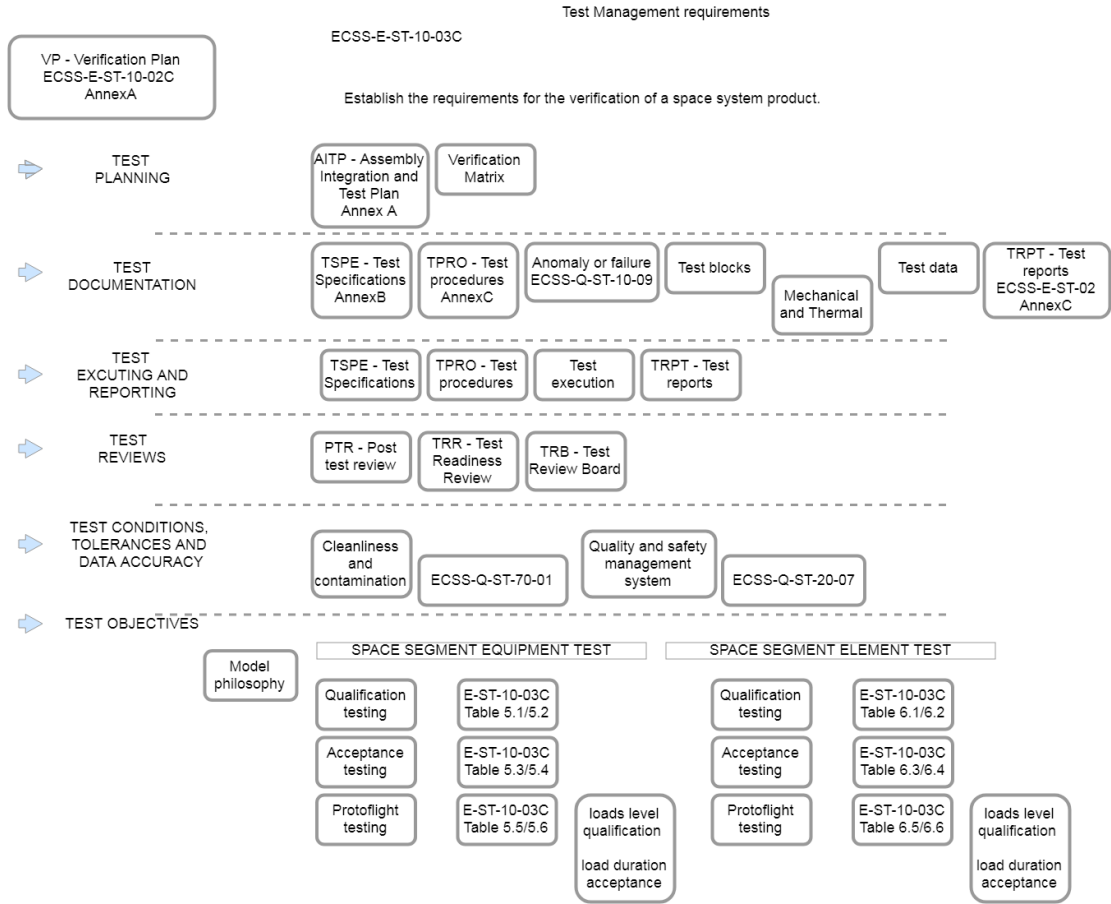 Test Management requirements
ECSS-E-ST-10-03C
VP - Verification Plan
ECSS-E-ST-10-02C
AnnexA
Establish the requirements for the verification of a space system product.
TEST
PLANNING
AITP - Assembly
Integration and
Test Plan
Annex A
Verification
Matrix
TEST
DOCUMENTATION
TSPE - Test
Specifications
AnnexB
TPRO - Test
procedures
AnnexC
Anomaly or failure
ECSS-Q-ST-10-09
Test blocks
Mechanical
and Thermal
Test data
TRPT - Test
reports
ECSS-E-ST-02
AnnexC
TEST
EXCUTING AND
REPORTING
TSPE - Test
Specifications
TPRO - Test
procedures
Test
execution
TRPT - Test
reports
TEST
REVIEWS
PTR - Post
test review
TRR - Test
Readiness
Review
TRB - Test
Review Board
TEST CONDITIONS,
TOLERANCES AND
DATA ACCURACY
Cleanliness
and
contamination
ECSS-Q-ST-70-01
Quality and safety
management
system
ECSS-Q-ST-20-07
TEST OBJECTIVES
Model
philosophy
SPACE SEGMENT EQUIPMENT TEST
SPACE SEGMENT ELEMENT TEST
Qualification
testing
E-ST-10-03C
Table 5.1/5.2
Qualification
testing
E-ST-10-03C
Table 6.1/6.2
Acceptance
testing
E-ST-10-03C
Table 5.3/5.4
Acceptance
testing
E-ST-10-03C
Table 6.3/6.4
Protoflight
testing
E-ST-10-03C
Table 5.5/5.6
loads level
qualification
load duration
acceptance
Protoflight
testing
E-ST-10-03C
Table 6.5/6.6
loads level
qualification
load duration
acceptance